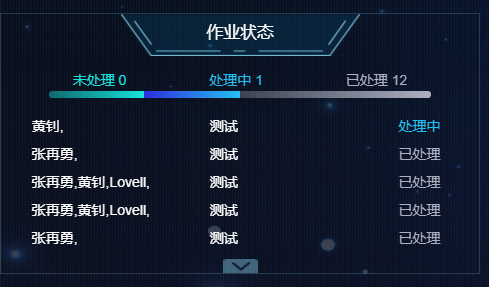 作业状态
未处理 0 处理中 1 已处理 12
黄钊, 测试 处理中
张再勇, 测试 已处理
张再勇,黄钊,Lovell, 测试 已处理
张再勇,黄钊,Lovell, 测试 已处理
张再勇, 测试 已处理